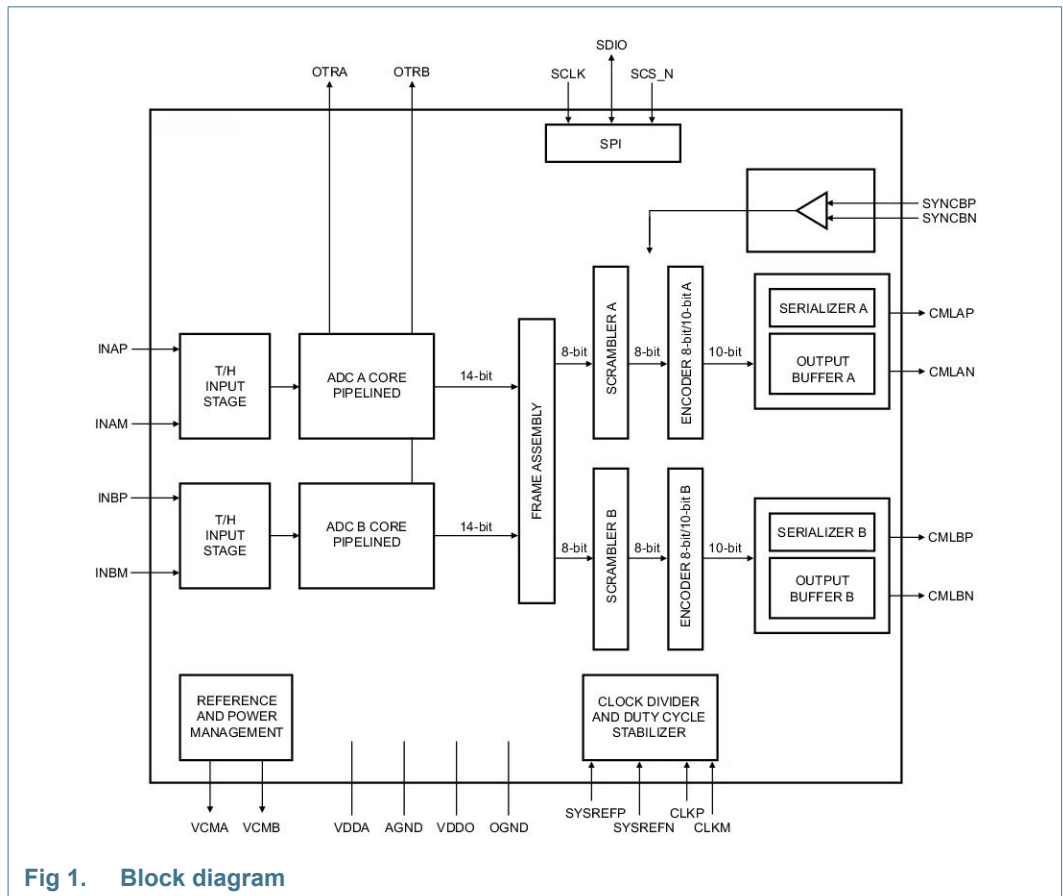 SDIO
OTRA
OTRB
SCLK
SCS_N
SPI
SYNCBP
SYNCBN
INAP
INAM
T/H
INPUT
STAGE
ADC A CORE
PIPELINED
14-bit
FRAME ASSEMBLY
8-bit
SCRAMBLER A
8-bit
ENCODER 8-bit/10-bit A
10-bit
SERIALIZER A
OUTPUT
BUFFER A
CMLAP
CMLAN
INBP
INBM
T/H
INPUT
STAGE
ADC B CORE
PIPELINED
14-bit
8-bit
SCRAMBLER B
8-bit
ENCODER 8-bit/10-bit B
10-bit
SERIALIZER B
OUTPUT
BUFFER B
CMLBP
CMLBN
REFERENCE
AND POWER
MANAGEMENT
CLOCK DIVIDER
AND DUTY CYCLE
STABILIZER
VCMA
VCMB
VDDA
AGND
VDDO
OGND
SYSREFP
SYSREFN
CLKP
CLKM
Fig 1. Block diagram